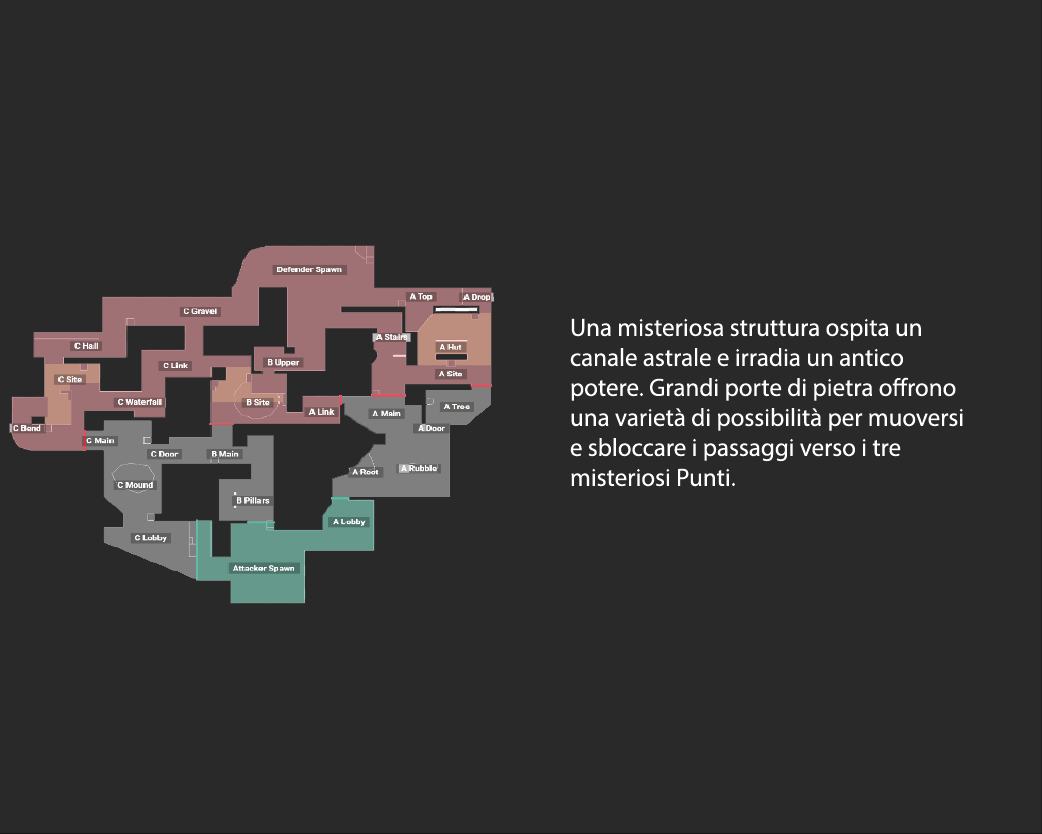 Defender Spawn
A Top
A Drop
C Gravel
A Stairs
C Hall
A Hut
B Upper
C Link
A Site
C Site
C Waterfall
B Site
A Link
A Main
A Tree
C Bend
A Door
C Main
C Door
B Main
A Root
A Rubble
C Mound
B Pillars
A Lobby
C Lobby
Attacker Spawn
Una misteriosa struttura ospita un
canale astrale e irradia un antico
potere. Grandi porte di pietra offrono
una varietà di possibilità per muoversi
e sbloccare i passaggi verso i tre
misteriosi Punti.